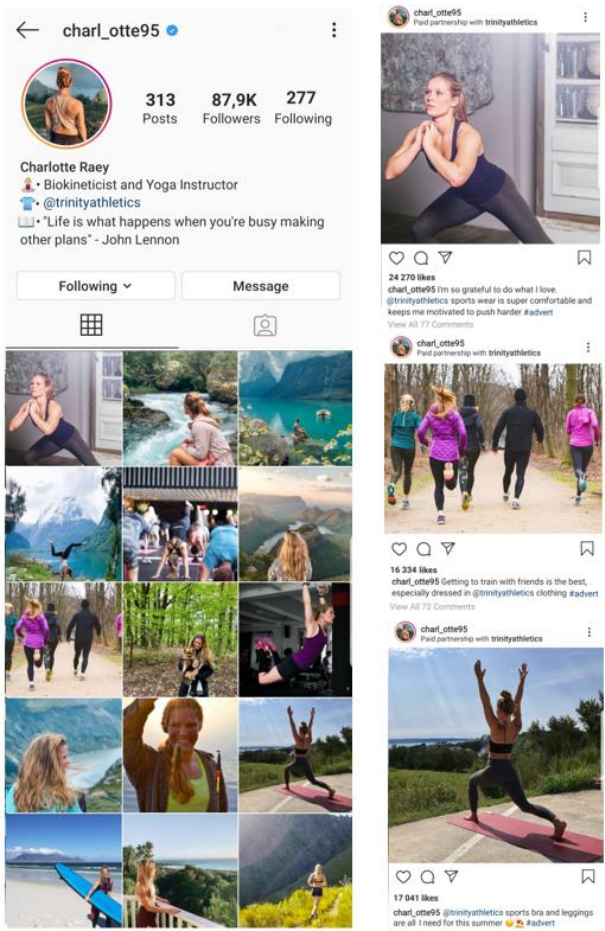 charl_otte95
313 87,9K 277
Posts Followers Following
Charlotte Raey
• Biokineticist and Yoga Instructor
• @trinityathletics
• "Life is what happens when you're busy making
other plans" - John Lennon
Following Message
charl_otte95
Paid partnership with trinityathletics
24 270 likes
charl_otte95 I'm so grateful to do what I love.
@trinityathletics sports wear is super comfortable and
keeps me motivated to push harder #advert
View All 77 Comments
charl_otte95
Paid partnership with trinityathletics
16 334 likes
charl_otte95 Getting to train with friends is the best,
especially dressed in @trinityathletics clothing #advert
View All 72 Comments
charl_otte95
Paid partnership with trinityathletics
17 041 likes
charl_otte95 @trinityathletics sports bra and leggings
are all I need for this summer #advert